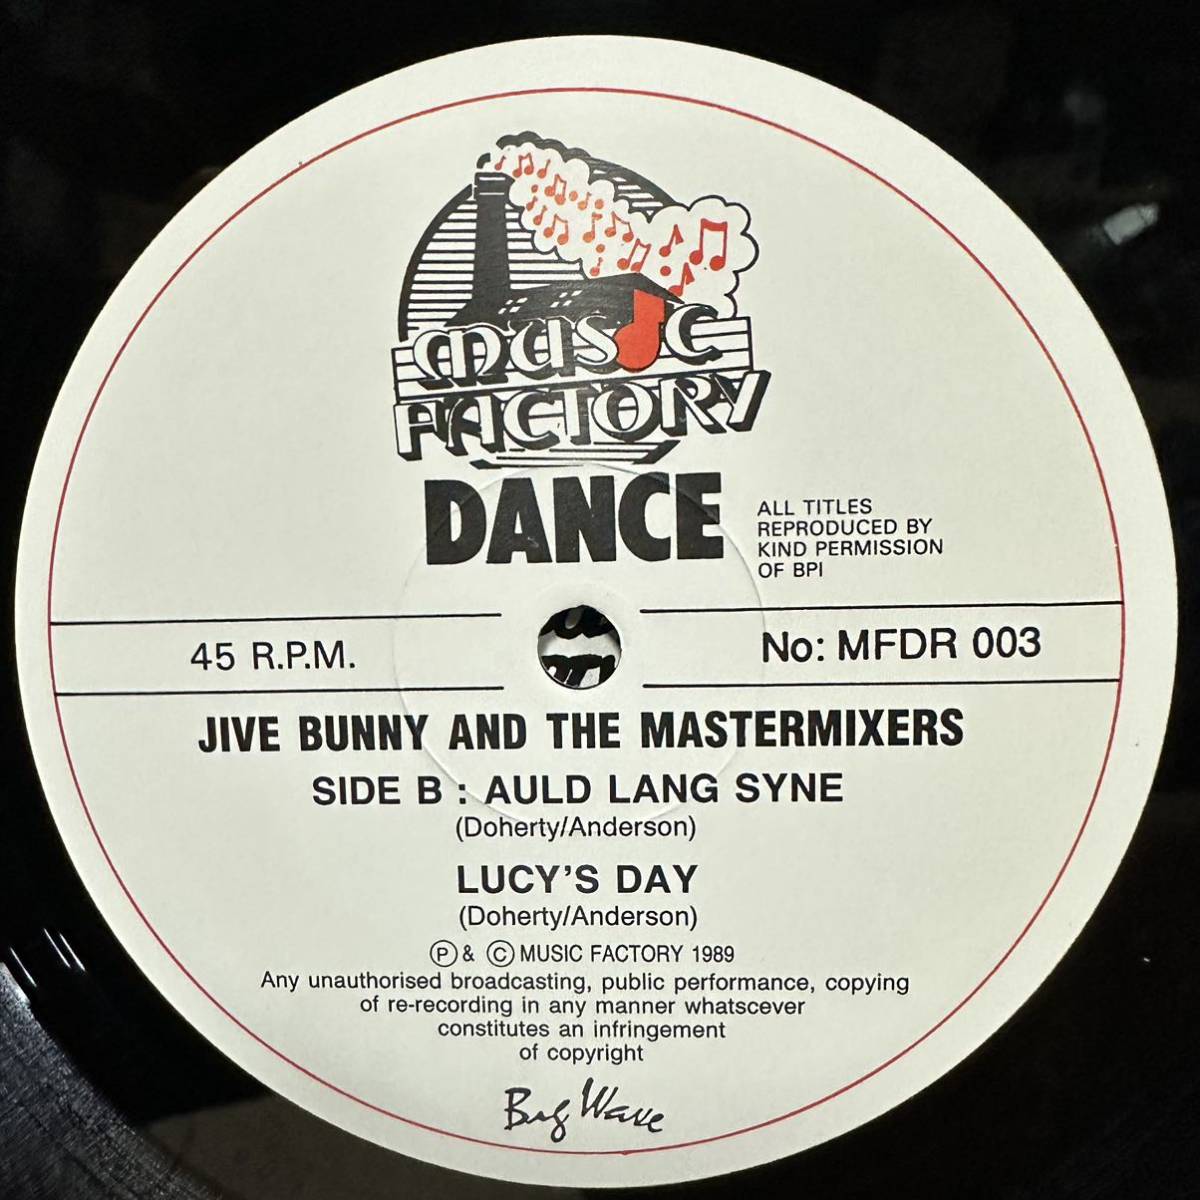 MUSIC
FACTORY
DANCE
ALL TITLES
REPRODUCED BY
KIND PERMISSION
OF BPI
45 R.P.M.
No: MFDR 003
JIVE BUNNY AND THE MASTERMIXERS
SIDE B : AULD LANG SYNE
(Doherty/Anderson)
LUCY'S DAY
(Doherty/Anderson)
Ⓟ & © MUSIC FACTORY 1989
Any unauthorised broadcasting, public performance, copying
of re-recording in any manner whatscever
constitutes an infringement
of copyright
Big Wave